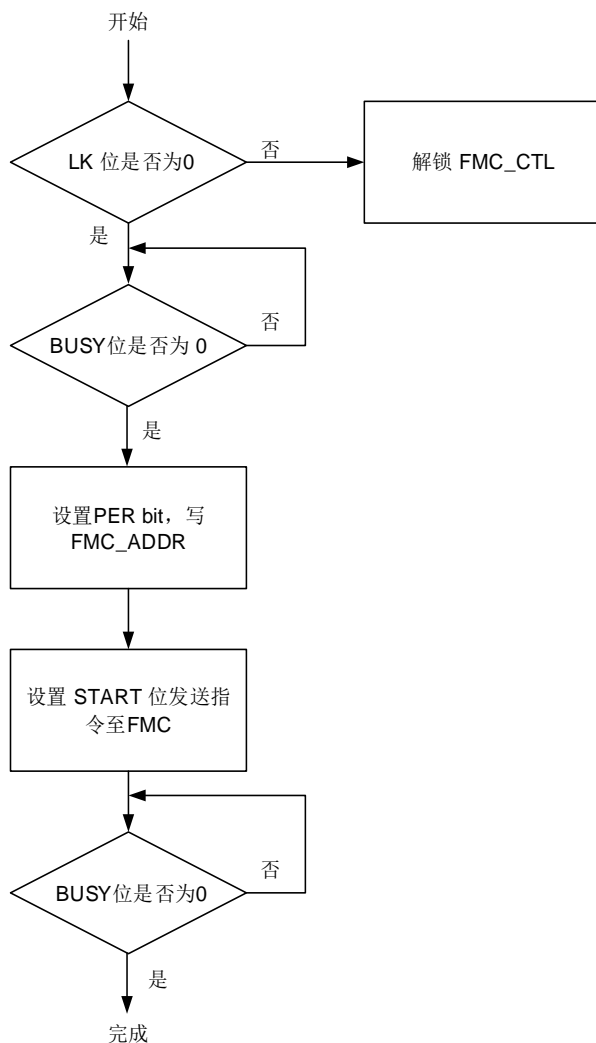 开始
LK 位是否为0
否
解锁 FMC_CTL
是
否
BUSY位是否为 0
是
设置PER bit，写
FMC_ADDR
设置 START 位发送指
令至FMC
否
BUSY位是否为0
是
完成